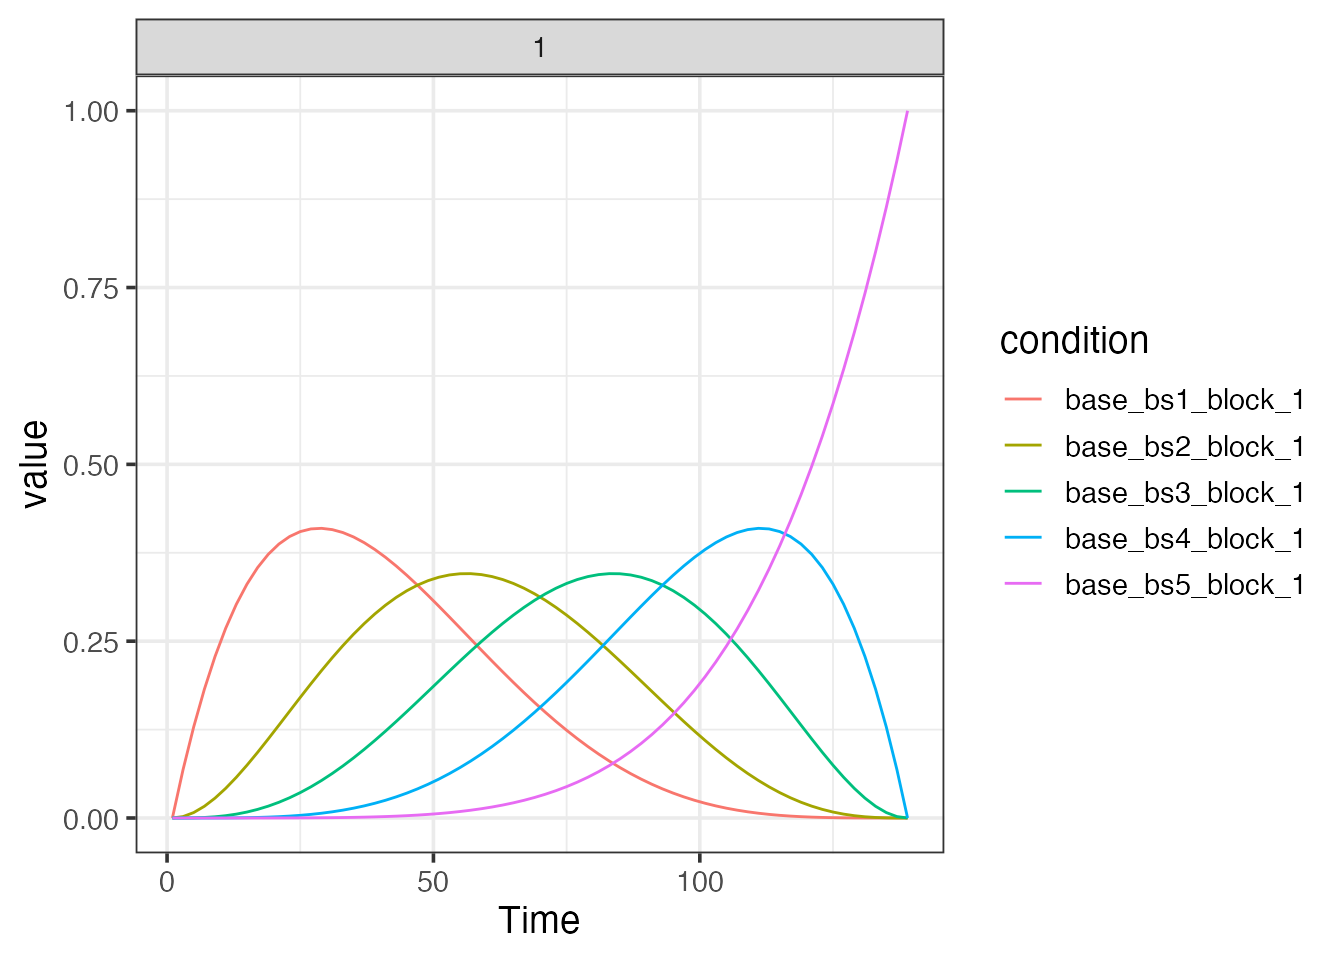 1
1.00
0.75
0.50
0.25
0.00
value
0
50
100
Time
condition
base_bs1_block_1
base_bs2_block_1
base_bs3_block_1
base_bs4_block_1
base_bs5_block_1